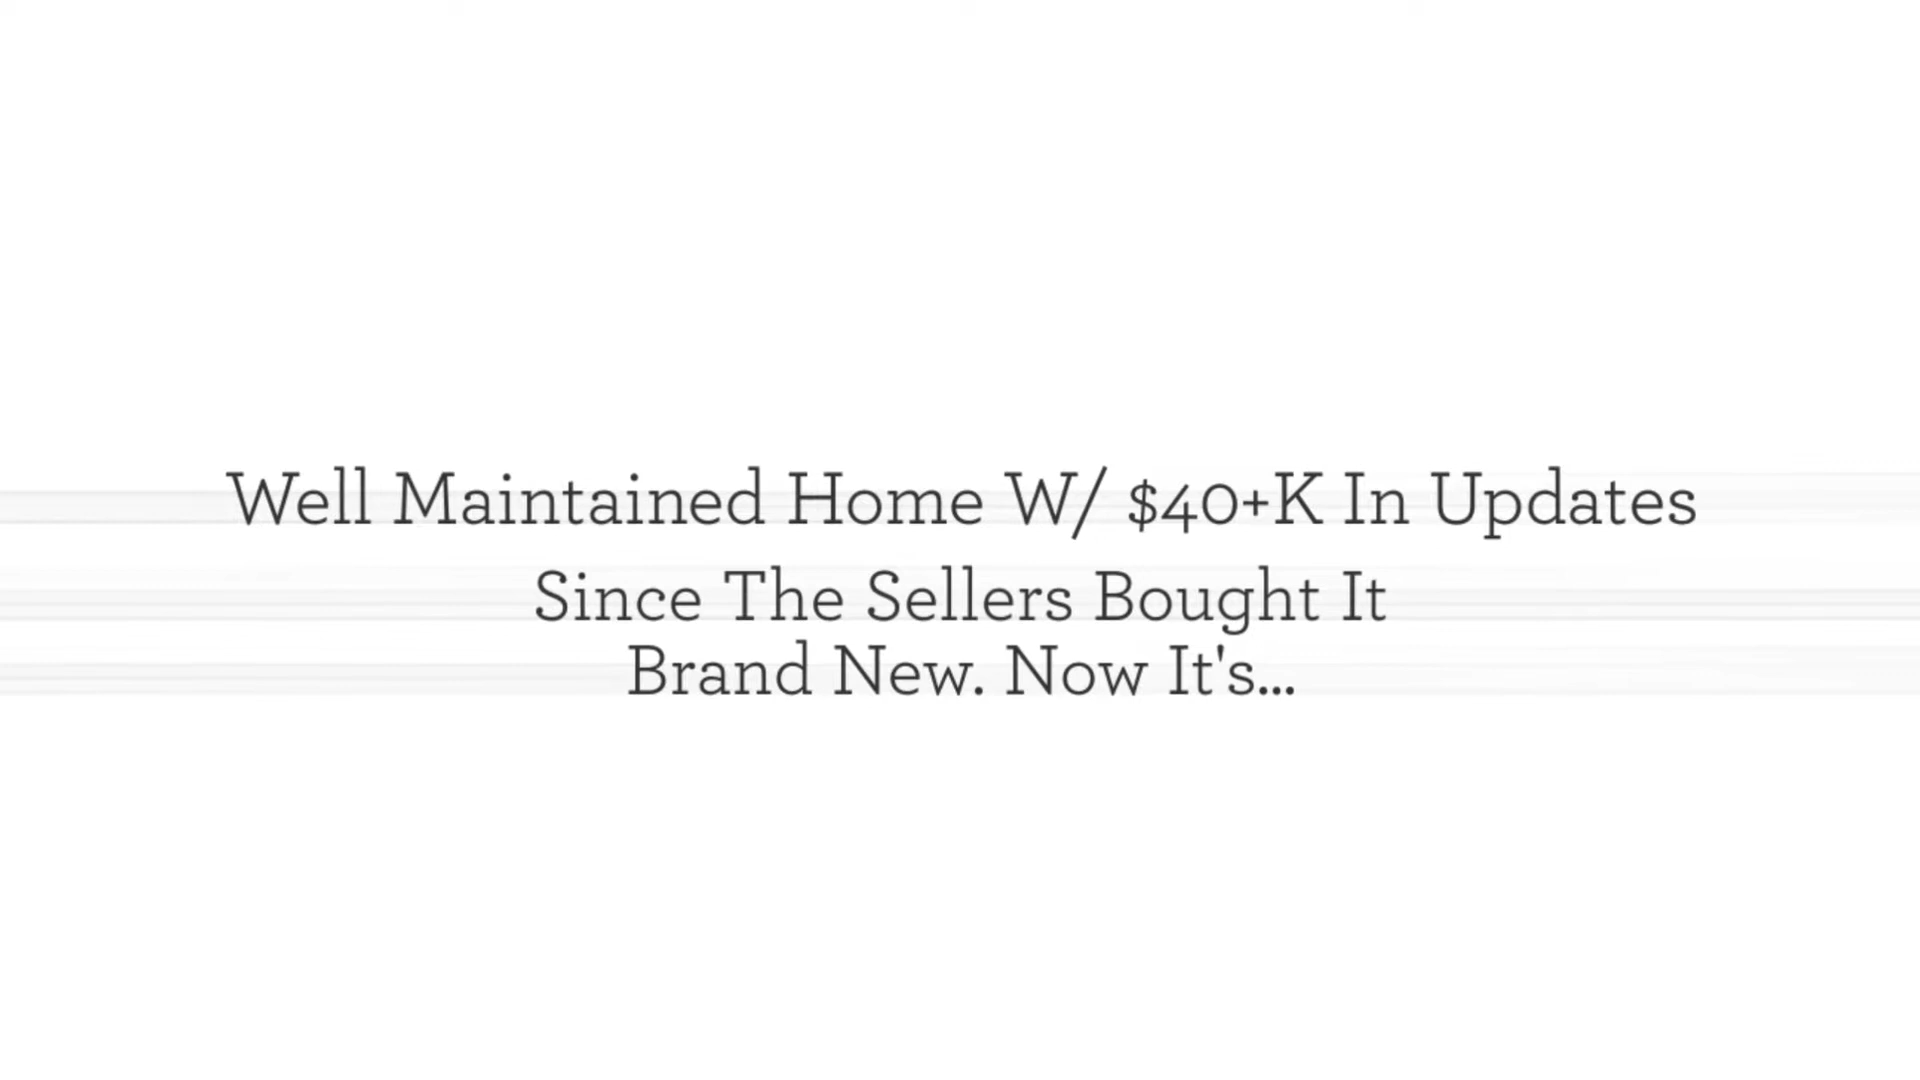 Well Maintained Home W/ $40+K In Updates
Since The Sellers Bought It
Brand New. Now It's...